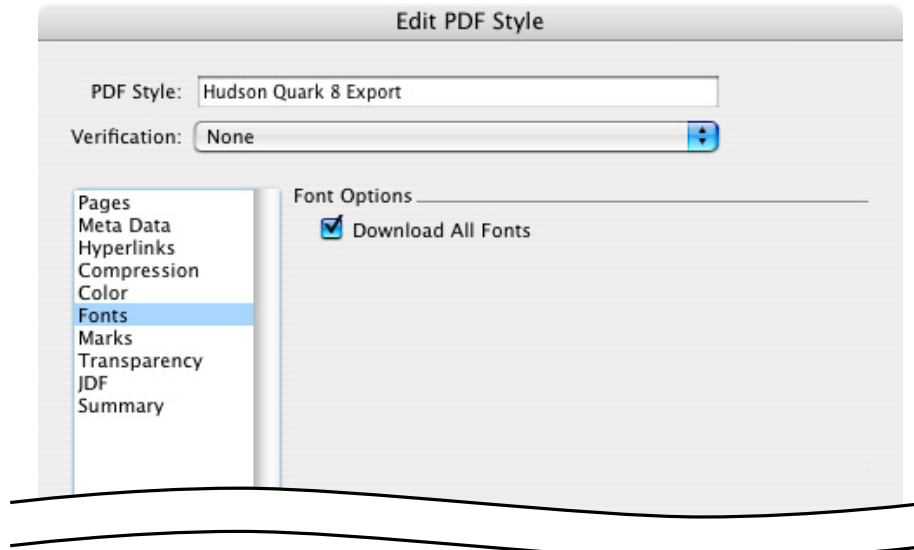 Edit PDF Style
PDF Style: Hudson Quark 8 Export
Verification: None
Pages
Meta Data
Hyperlinks
Compression
Color
Fonts
Marks
Transparency
JDF
Summary
Font Options
Download All Fonts